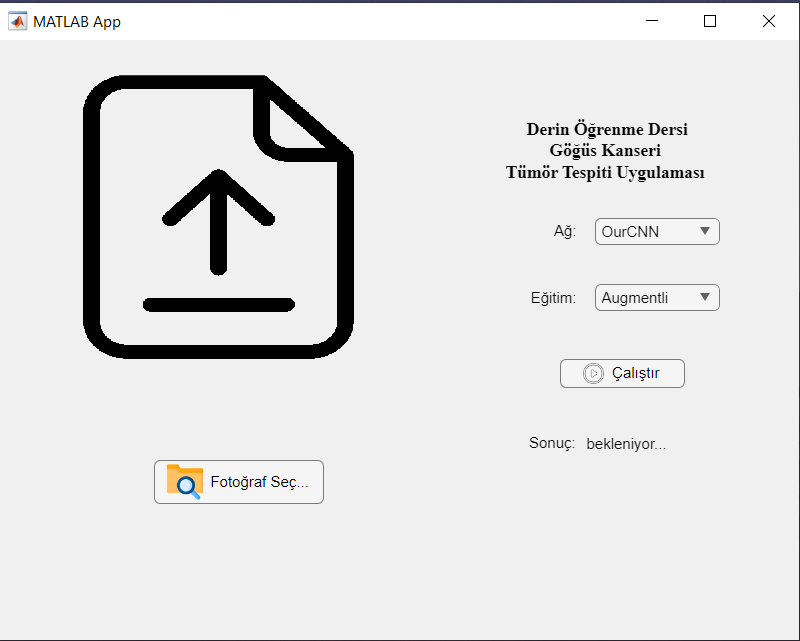 MATLAB App
Derin Öğrenme Dersi
Göğüs Kanseri
Tümör Tespiti Uygulaması
Ağ: OurCNN
Eğitim: Augmentli
Çalıştır
Sonuç: bekleniyor...
Fotoğraf Seç...